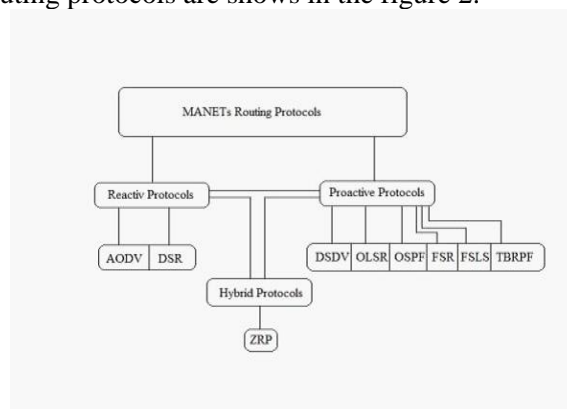 uting protocols are shows in the figure 2.
MANETs Routing Protocols
Reactiv Protocols
Proactive Protocols
AODV DSR
DSDV OLSR OSPF FSR FSLS TBRPF
Hybrid Protocols
ZRP